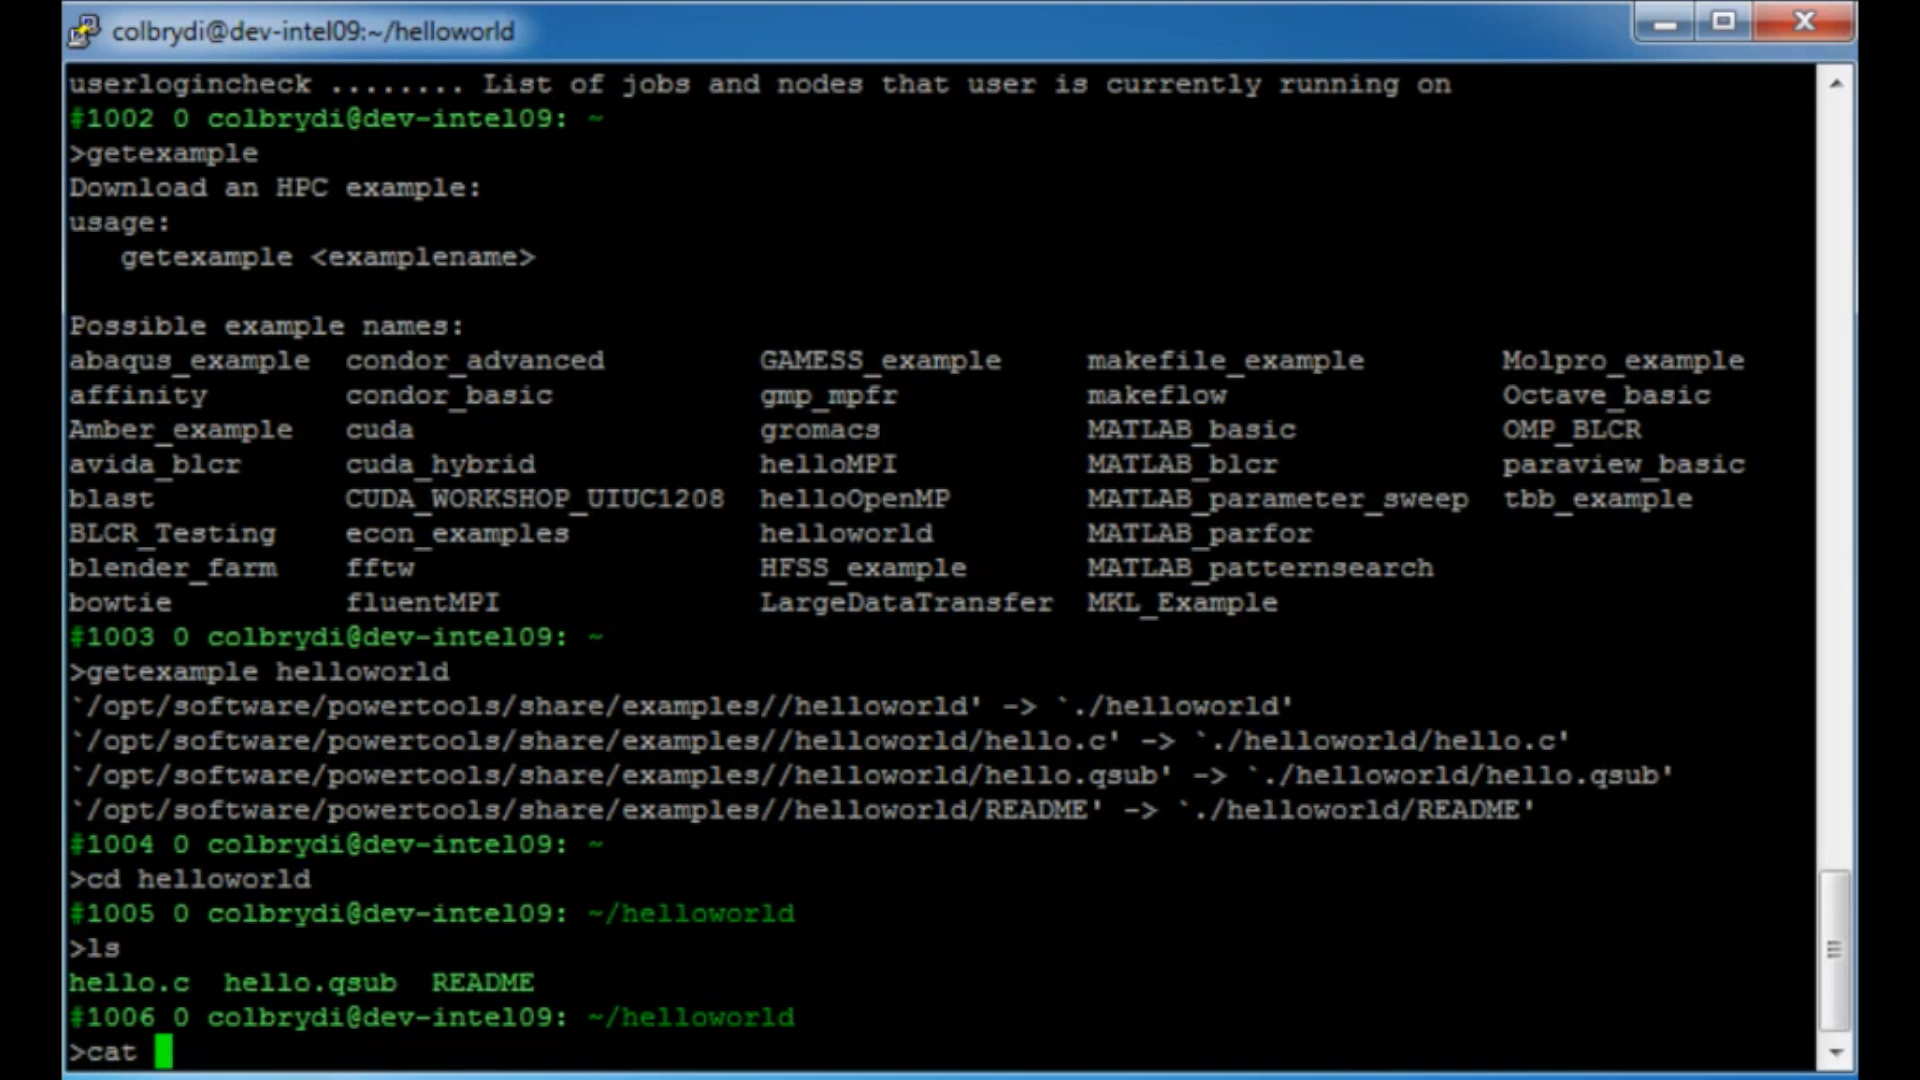 colbrydi@dev-intel09:~/helloworld
userlogincheck ........ List of jobs and nodes that user is currently running on
#1002 0 colbrydi@dev-intel09: ~
>getexample
Download an HPC example:
usage:
getexample <examplename>
Possible example names:
abaqus_example condor_advanced GAMESS_example makefile_example Molpro_example
affinity condor_basic gmp_mpfr makeflow Octave_basic
Amber_example cuda gromacs MATLAB_basic OMP_BLCR
avida_blcr cuda_hybrid helloMPI MATLAB_blcr paraview_basic
blast CUDA_WORKSHOP_UIUC1208 helloOpenMP MATLAB_parameter_sweep tbb_example
BLCR_Testing econ_examples helloworld MATLAB_parfor
blender_farm fftw HFSS_example MATLAB_patternsearch
bowtie fluentMPI LargeDataTransfer MKL_Example
#1003 0 colbrydi@dev-intel09: ~
>getexample helloworld
`/opt/software/powertools/share/examples//helloworld' -> `./helloworld'
`/opt/software/powertools/share/examples//helloworld/hello.c' -> `./helloworld/hello.c'
`/opt/software/powertools/share/examples//helloworld/hello.qsub' -> `./helloworld/hello.qsub'
`/opt/software/powertools/share/examples//helloworld/README' -> `./helloworld/README'
#1004 0 colbrydi@dev-intel09: ~
>cd helloworld
#1005 0 colbrydi@dev-intel09: ~/helloworld
>ls
hello.c hello.qsub README
#1006 0 colbrydi@dev-intel09: ~/helloworld
>cat